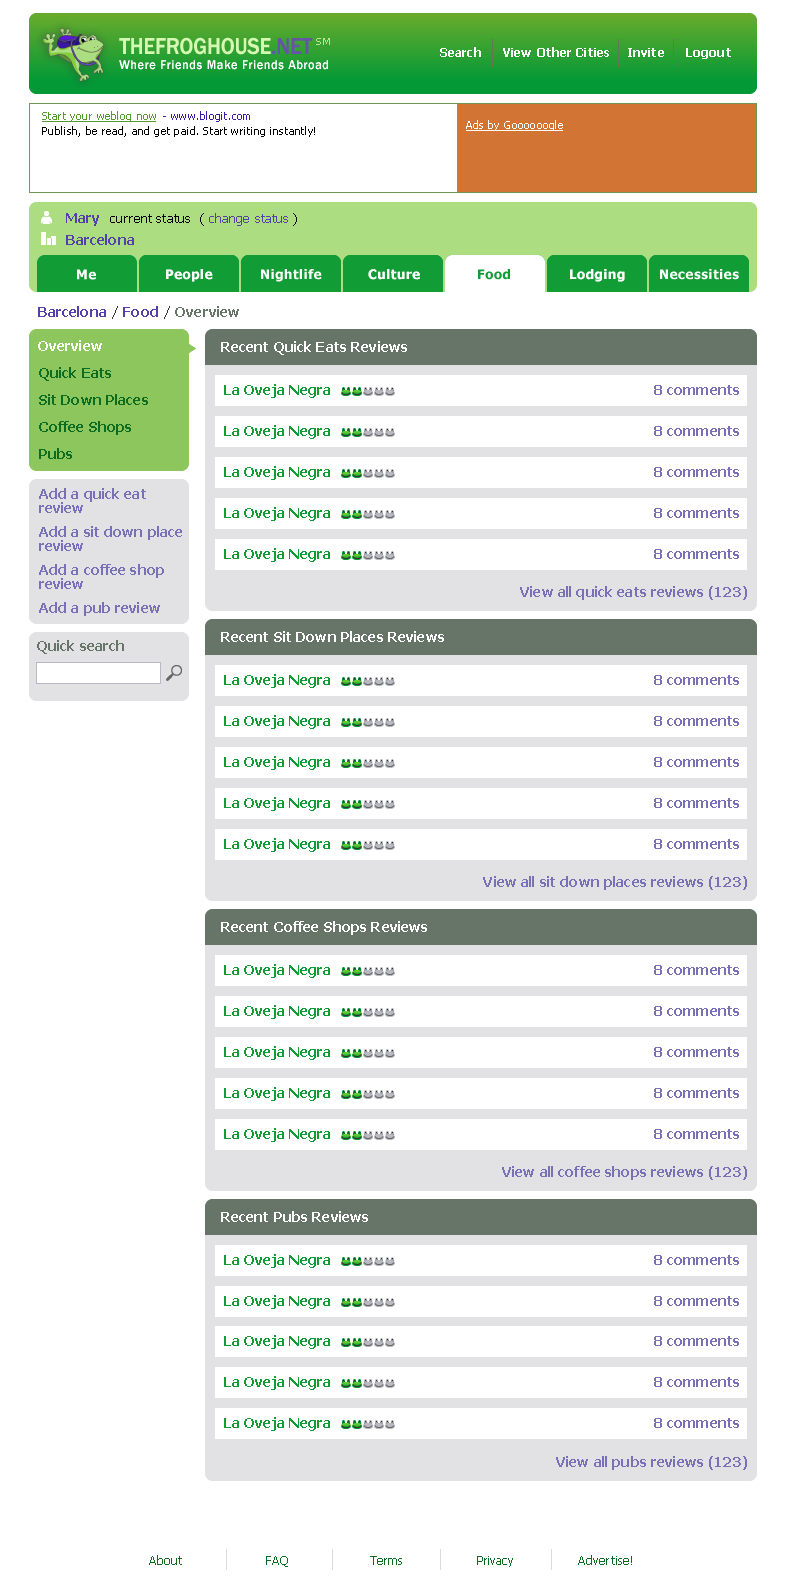 THEFROGHOUSE.NET SM
Where Friends Make Friends Abroad
Search View Other Cities Invite Logout
Start your weblog now - www.blogit.com
Publish, be read, and get paid. Start writing instantly!
Ads by Goooooogle
Mary current status ( change status )
Barcelona
Me People Nightlife Culture Food Lodging Necessities
Barcelona / Food / Overview
Overview
Quick Eats
Sit Down Places
Coffee Shops
Pubs
Add a quick eat
review
Add a sit down place
review
Add a coffee shop
review
Add a pub review
Quick search
Recent Quick Eats Reviews
La Oveja Negra 8 comments
La Oveja Negra 8 comments
La Oveja Negra 8 comments
La Oveja Negra 8 comments
La Oveja Negra 8 comments
View all quick eats reviews (123)
Recent Sit Down Places Reviews
La Oveja Negra 8 comments
La Oveja Negra 8 comments
La Oveja Negra 8 comments
La Oveja Negra 8 comments
La Oveja Negra 8 comments
View all sit down places reviews (123)
Recent Coffee Shops Reviews
La Oveja Negra 8 comments
La Oveja Negra 8 comments
La Oveja Negra 8 comments
La Oveja Negra 8 comments
La Oveja Negra 8 comments
View all coffee shops reviews (123)
Recent Pubs Reviews
La Oveja Negra 8 comments
La Oveja Negra 8 comments
La Oveja Negra 8 comments
La Oveja Negra 8 comments
La Oveja Negra 8 comments
View all pubs reviews (123)
About FAQ Terms Privacy Advertise!